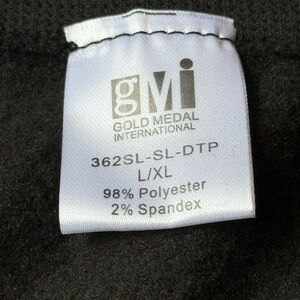 gMi
GOLD MEDAL
INTERNATIONAL
362SL-SL-DTP
L/XL
98% Polyester
2% Spandex